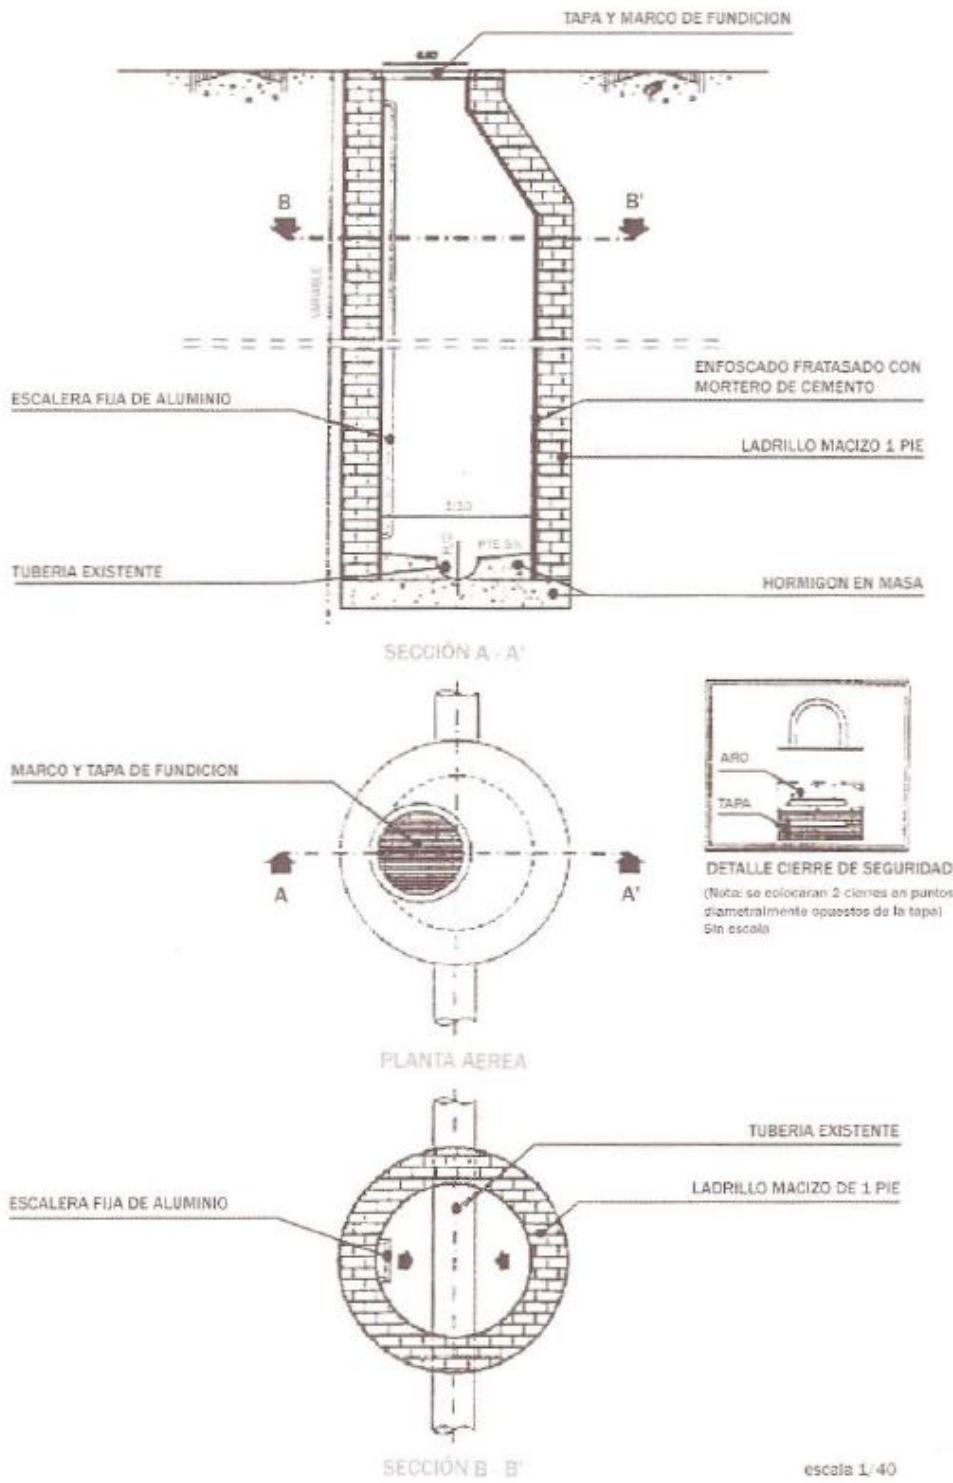 TAPA Y MARCO DE FUNDICION
B
B'
VARIABLE
ENFOSCADO FRATASADO CON
MORTERO DE CEMENTO
ESCALERA FIJA DE ALUMINIO
LADRILLO MACIZO 1 PIE
TUBERIA EXISTENTE
HORMIGON EN MASA
SECCIÓN A - A'
MARCO Y TAPA DE FUNDICION
ARO
TAPA
A
A'
DETALLE CIERRE DE SEGURIDAD
(Nota: se colocaran 2 cierres en puntos
diametralmente opuestos de la tapa)
Sin escala
PLANTA AEREA
TUBERIA EXISTENTE
ESCALERA FIJA DE ALUMINIO
LADRILLO MACIZO DE 1 PIE
SECCIÓN B - B'
escala 1/40